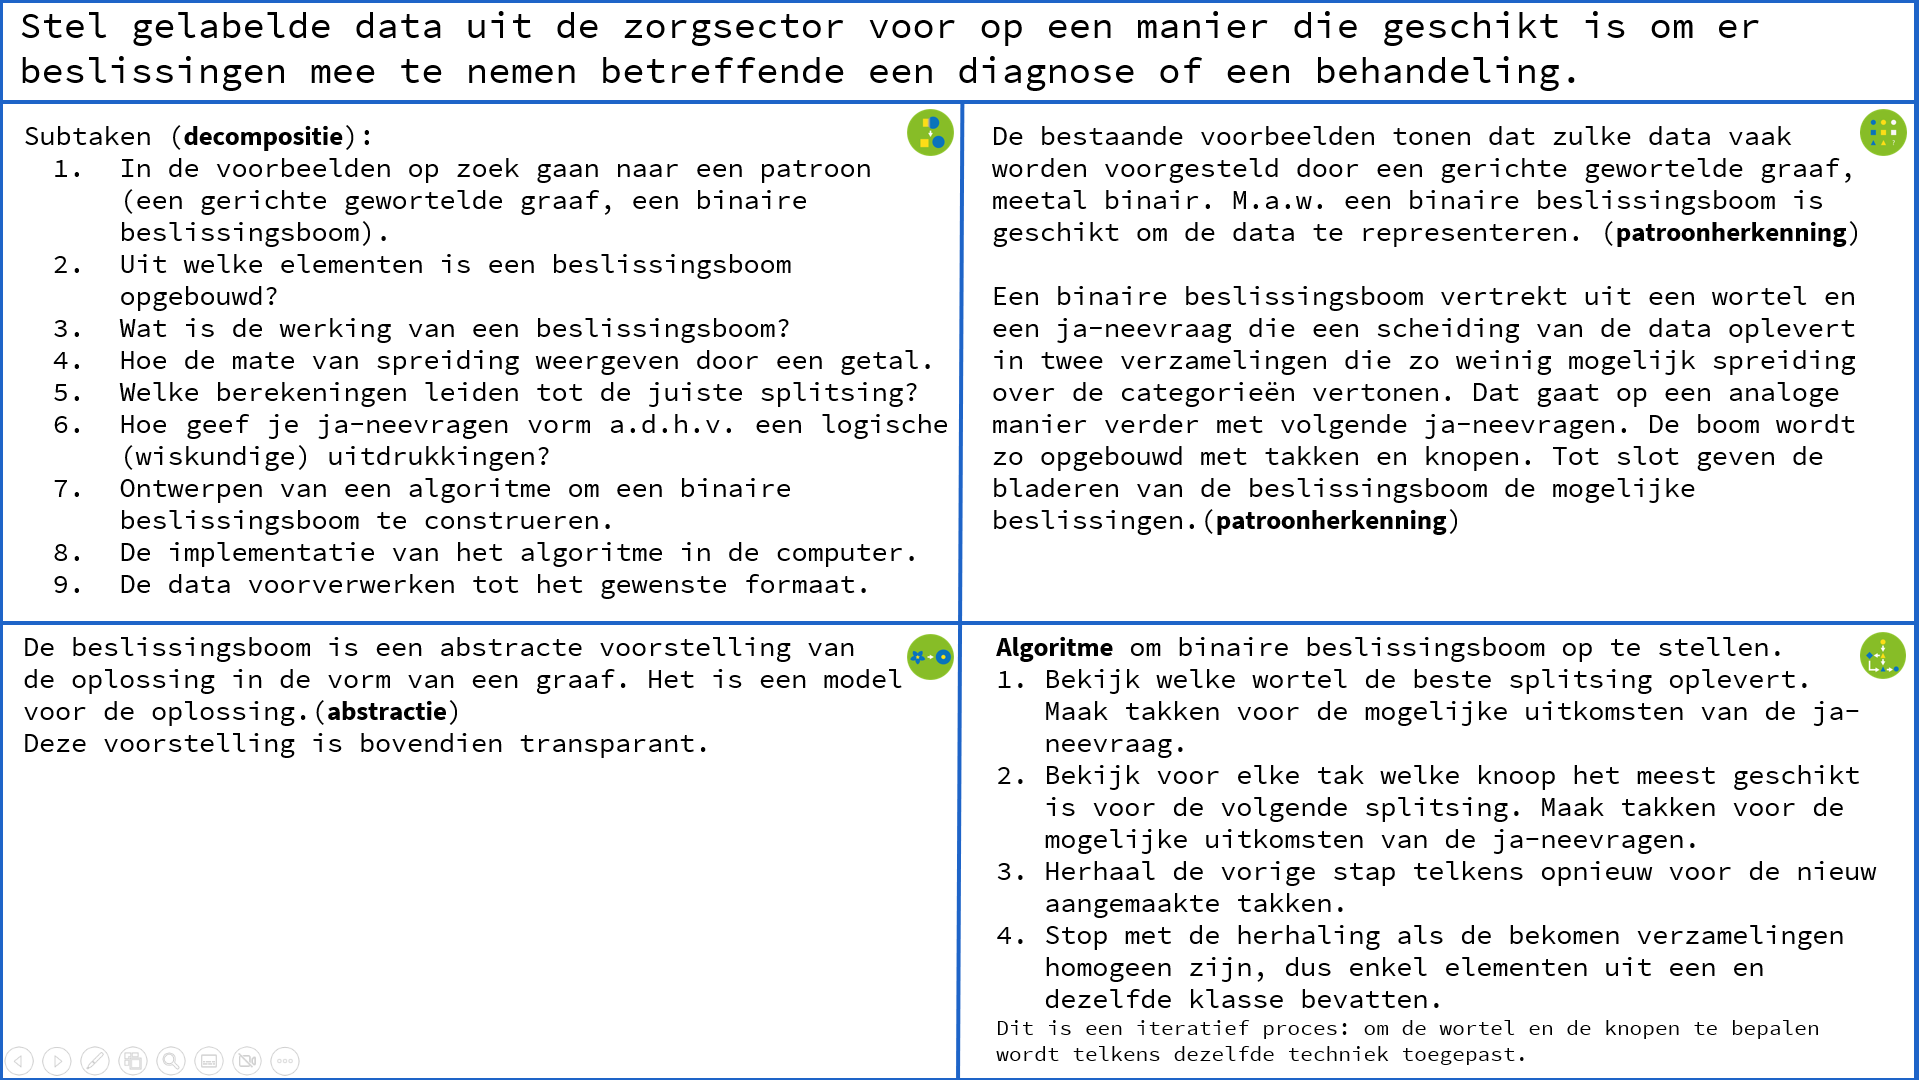 Stel gelabelde data uit de zorgsector voor op een manier die geschikt is om er
beslissingen mee te nemen betreffende een diagnose of een behandeling.
Subtaken (decompositie):
1. In de voorbeelden op zoek gaan naar een patroon
(een gerichte gewortelde graaf, een binaire
beslissingsboom).
2. Uit welke elementen is een beslissingsboom
opgebouwd?
3. Wat is de werking van een beslissingsboom?
4. Hoe de mate van spreiding weergeven door een getal.
5. Welke berekeningen leiden tot de juiste splitsing?
6. Hoe geef je ja-neevragen vorm a.d.h.v. een logische
(wiskundige) uitdrukkingen?
7. Ontwerpen van een algoritme om een binaire
beslissingsboom te construeren.
8. De implementatie van het algoritme in de computer.
9. De data voorverwerken tot het gewenste formaat.
De bestaande voorbeelden tonen dat zulke data vaak
worden voorgesteld door een gerichte gewortelde graaf,
meetal binair. M.a.w. een binaire beslissingsboom is
geschikt om de data te representeren. (patroonherkenning)
Een binaire beslissingsboom vertrekt uit een wortel en
een ja-neevraag die een scheiding van de data oplevert
in twee verzamelingen die zo weinig mogelijk spreiding
over de categorieën vertonen. Dat gaat op een analoge
manier verder met volgende ja-neevragen. De boom wordt
zo opgebouwd met takken en knopen. Tot slot geven de
bladeren van de beslissingsboom de mogelijke
beslissingen.(patroonherkenning)
De beslissingsboom is een abstracte voorstelling van
de oplossing in de vorm van een graaf. Het is een model
voor de oplossing.(abstractie)
Deze voorstelling is bovendien transparant.
Algoritme om binaire beslissingsboom op te stellen.
1. Bekijk welke wortel de beste splitsing oplevert.
Maak takken voor de mogelijke uitkomsten van de ja-
neevraag.
2. Bekijk voor elke tak welke knoop het meest geschikt
is voor de volgende splitsing. Maak takken voor de
mogelijke uitkomsten van de ja-neevragen.
3. Herhaal de vorige stap telkens opnieuw voor de nieuw
aangemaakte takken.
4. Stop met de herhaling als de bekomen verzamelingen
homogeen zijn, dus enkel elementen uit een en
dezelfde klasse bevatten.
Dit is een iteratief proces: om de wortel en de knopen te bepalen
wordt telkens dezelfde techniek toegepast.